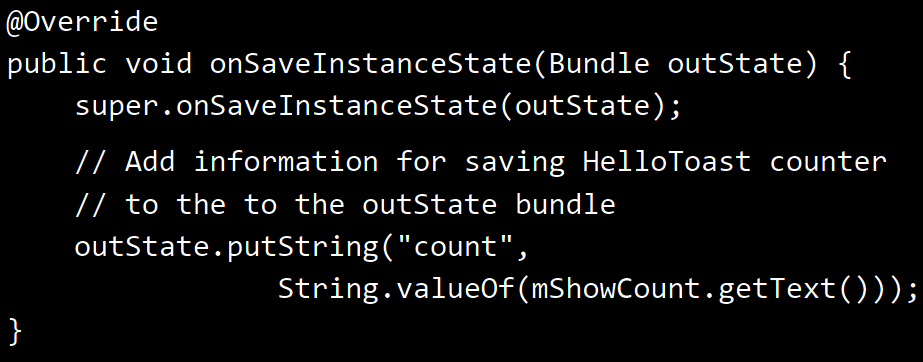 @Override
public void onSaveInstanceState(Bundle outState) {
    super.onSaveInstanceState(outState);
    // Add information for saving HelloToast counter
    // to the to the outState bundle
    outState.putString("count",
                String.valueOf(mShowCount.getText()));
}